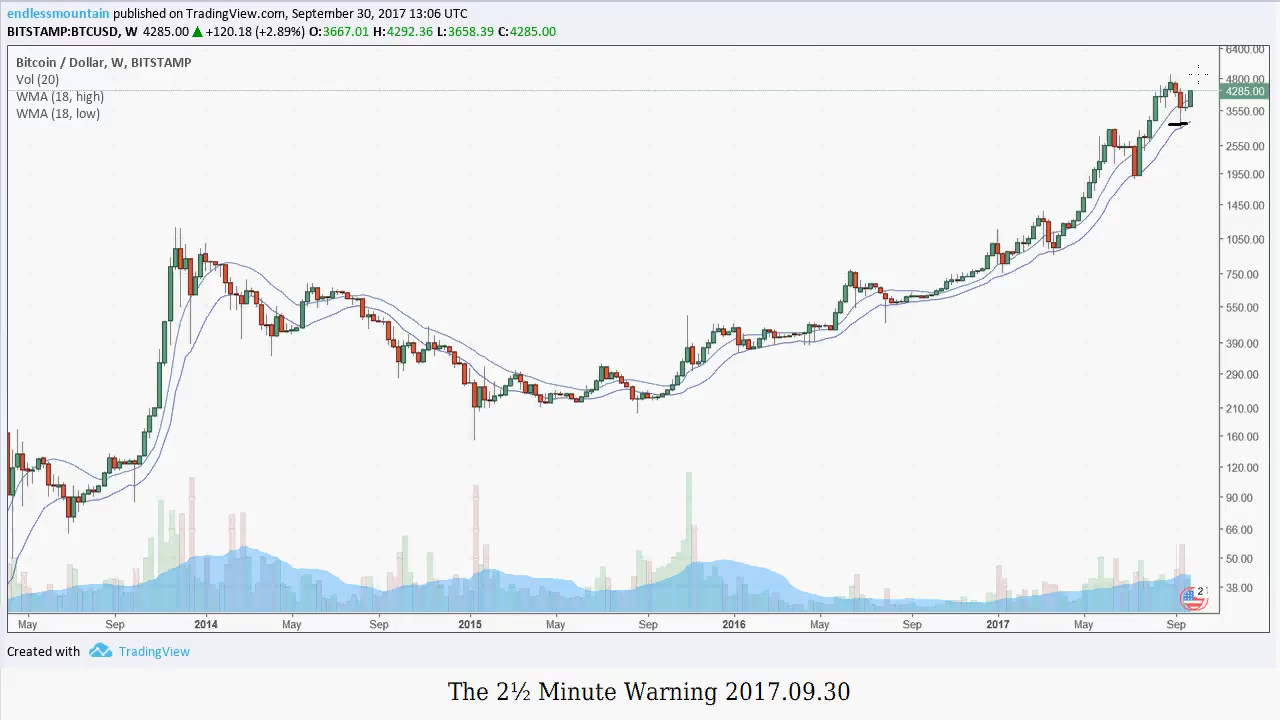 endlessmountain published on TradingView.com, September 30, 2017 13:06 UTC
BITSTAMP:BTCUSD, W 4285.00 ▲ +120.18 (+2.89%) O:3667.01 H:4292.36 L:3658.39 C:4285.00
Bitcoin / Dollar, W, BITSTAMP
Vol (20)
WMA (18, high)
WMA (18, low)
6400.00
4800.00
4285.00
3550.00
2550.00
1950.00
1450.00
1050.00
750.00
550.00
390.00
290.00
210.00
160.00
120.00
90.00
66.00
50.00
38.00
2
May Sep 2014 May Sep 2015 May Sep 2016 May Sep 2017 May Sep
Created with TradingView
The 2½ Minute Warning 2017.09.30